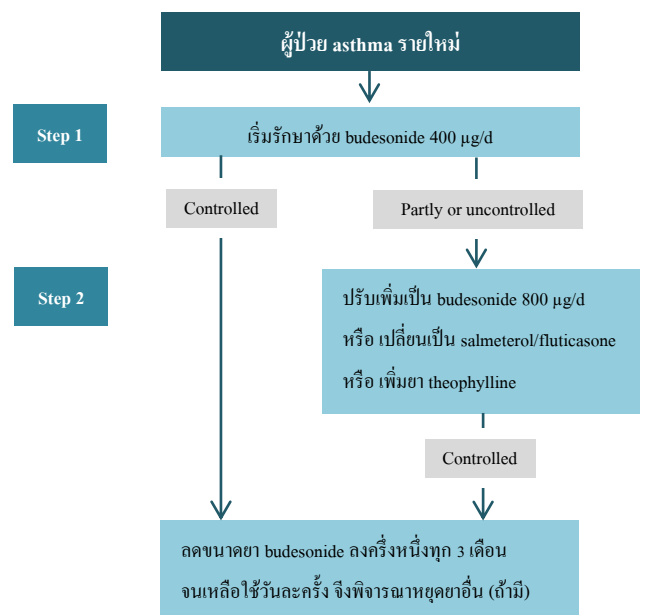 ผู้ป่วย asthma รายใหม่
Step 1
เริ่มรักษาด้วย budesonide 400 µg/d
Controlled
Partly or uncontrolled
Step 2
ปรับเพิ่มเป็น budesonide 800 µg/d
หรือ เปลี่ยนเป็น salmeterol/fluticasone
หรือ เพิ่มยา theophylline
Controlled
ลดขนาดยา budesonide ลงครึ่งหนึ่งทุก 3 เดือน
จนเหลือใช้วันละครั้ง จึงพิจารณาหยุดยาอื่น (ถ้ามี)